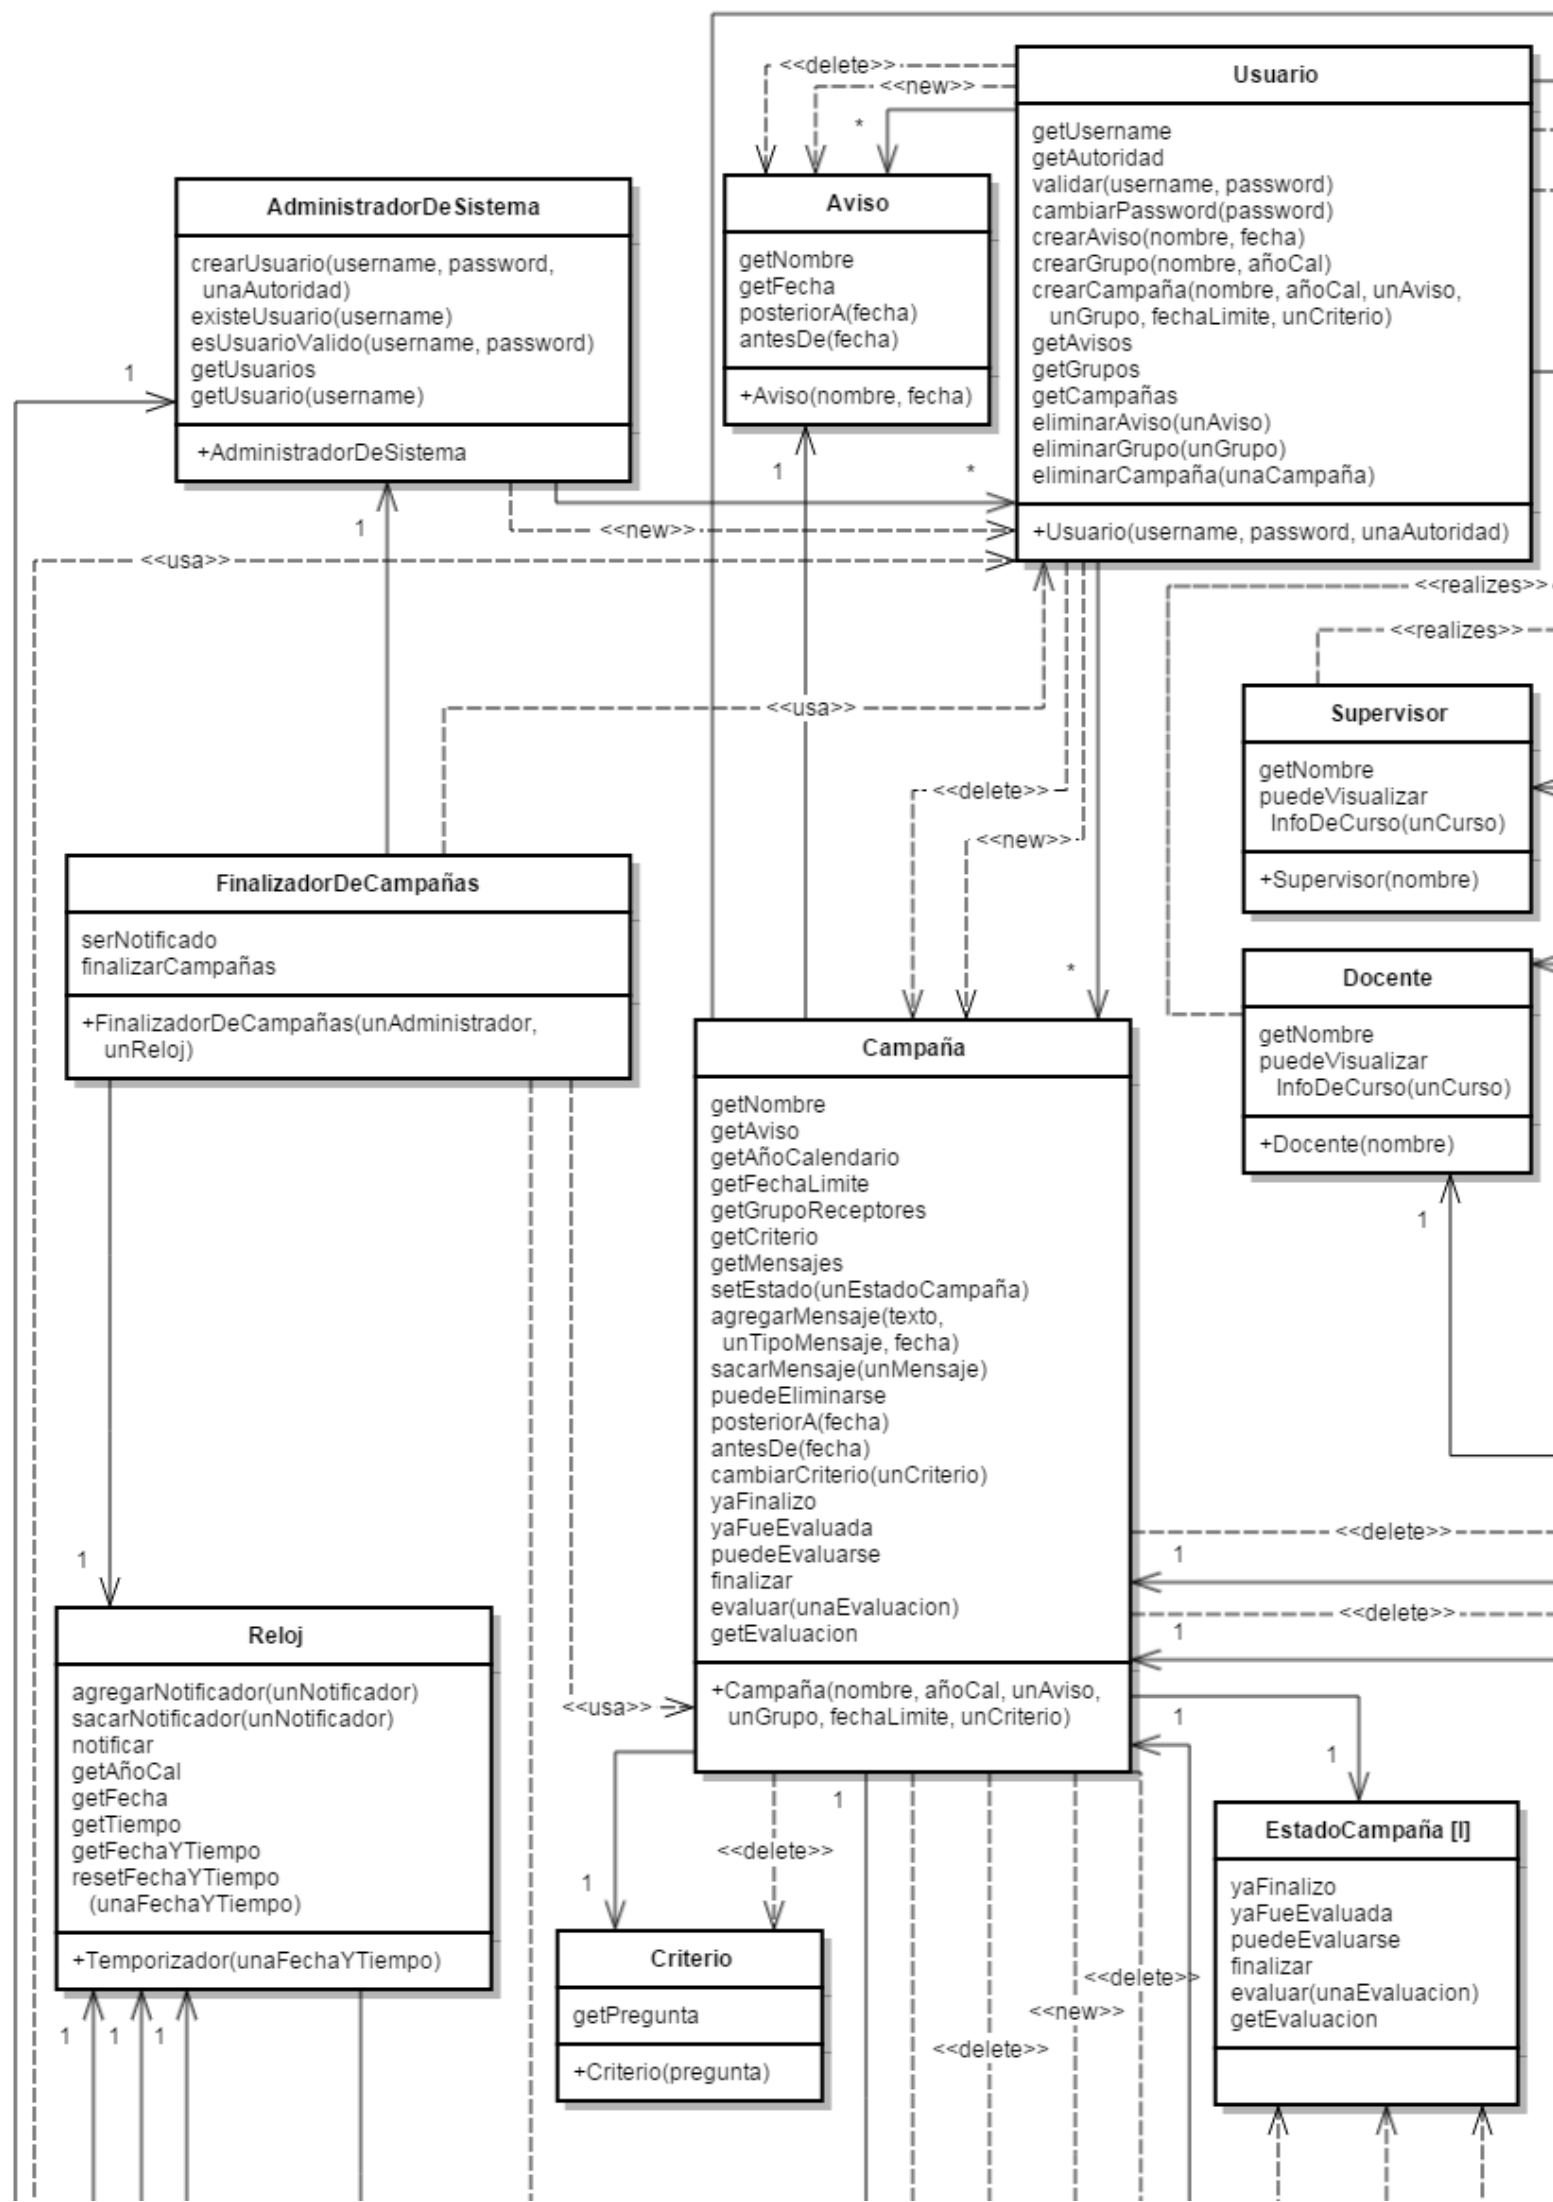 <<delete>>
<<new>>
*
Usuario
getUsername
getAutoridad
validar(username, password)
cambiarPassword(password)
crearAviso(nombre, fecha)
crearGrupo(nombre, añoCal)
crearCampaña(nombre, añoCal, unAviso,
unGrupo, fechaLimite, unCriterio)
getAvisos
getGrupos
getCampañas
eliminarAviso(unAviso)
eliminarGrupo(unGrupo)
eliminarCampaña(unaCampaña)
+Usuario(username, password, unaAutoridad)
AdministradorDeSistema
crearUsuario(username, password,
unaAutoridad)
existeUsuario(username)
esUsuarioValido(username, password)
getUsuarios
getUsuario(username)
+AdministradorDeSistema
1
Aviso
getNombre
getFecha
posteriorA(fecha)
antesDe(fecha)
+Aviso(nombre, fecha)
1
*
1
<<new>>
<<usa>>
<<realizes>>
<<realizes>>
<<usa>>
Supervisor
getNombre
puedeVisualizar
InfoDeCurso(unCurso)
+Supervisor(nombre)
<<delete>>
<<new>>
*
FinalizadorDeCampañas
serNotificado
finalizarCampañas
+FinalizadorDeCampañas(unAdministrador,
unReloj)
Docente
getNombre
puedeVisualizar
InfoDeCurso(unCurso)
+Docente(nombre)
1
Campaña
getNombre
getAviso
getAñoCalendario
getFechaLimite
getGrupoReceptores
getCriterio
getMensajes
setEstado(unEstadoCampaña)
agregarMensaje(texto,
unTipoMensaje, fecha)
sacarMensaje(unMensaje)
puedeEliminarse
posteriorA(fecha)
antesDe(fecha)
cambiarCriterio(unCriterio)
yaFinalizo
yaFueEvaluada
puedeEvaluarse
finalizar
evaluar(unaEvaluacion)
getEvaluacion
+Campaña(nombre, añoCal, unAviso,
unGrupo, fechaLimite, unCriterio)
<<delete>>
1
<<delete>>
1
1
1
1
Reloj
agregarNotificador(unNotificador)
sacarNotificador(unNotificador)
notificar
getAñoCal
getFecha
getTiempo
getFechaYTiempo
resetFechaYTiempo
(unaFechaYTiempo)
+Temporizador(unaFechaYTiempo)
1
1
1
<<usa>>
1
<<delete>>
1
Criterio
getPregunta
+Criterio(pregunta)
<<delete>>
<<new>>
<<delete>>
EstadoCampaña [I]
yaFinalizo
yaFueEvaluada
puedeEvaluarse
finalizar
evaluar(unaEvaluacion)
getEvaluacion